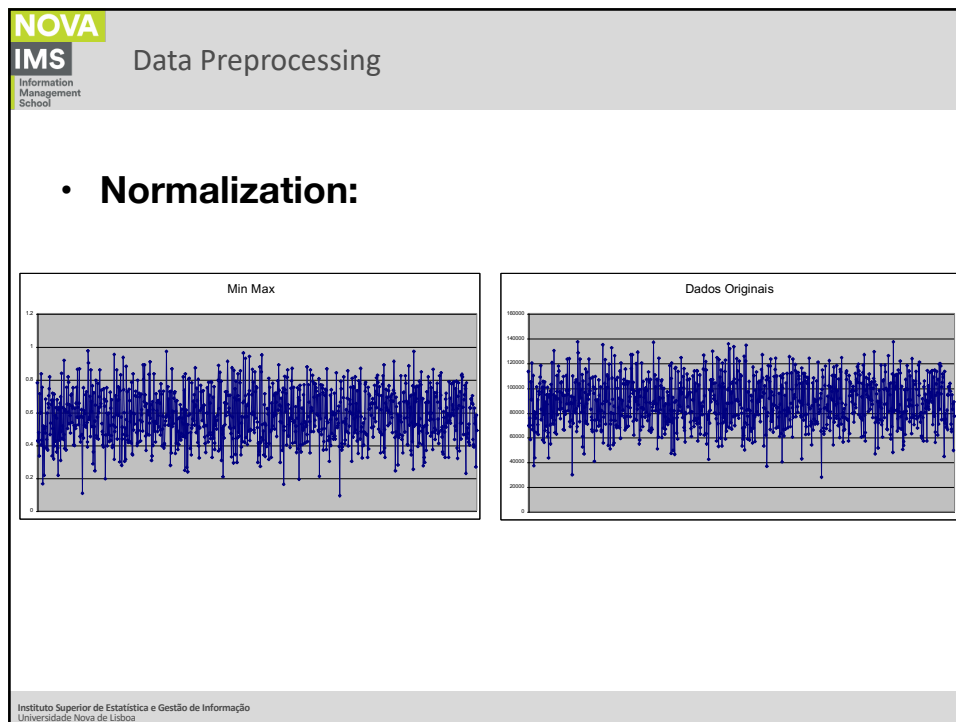 NOVA
IMS
Information
Management
School
Data Preprocessing
• Normalization:
Min Max
1.2
1
0.8
0.6
0.4
0.2
0
Dados Originais
160000
140000
120000
100000
80000
60000
40000
20000
0
Instituto Superior de Estatística e Gestão de Informação
Universidade Nova de Lisboa